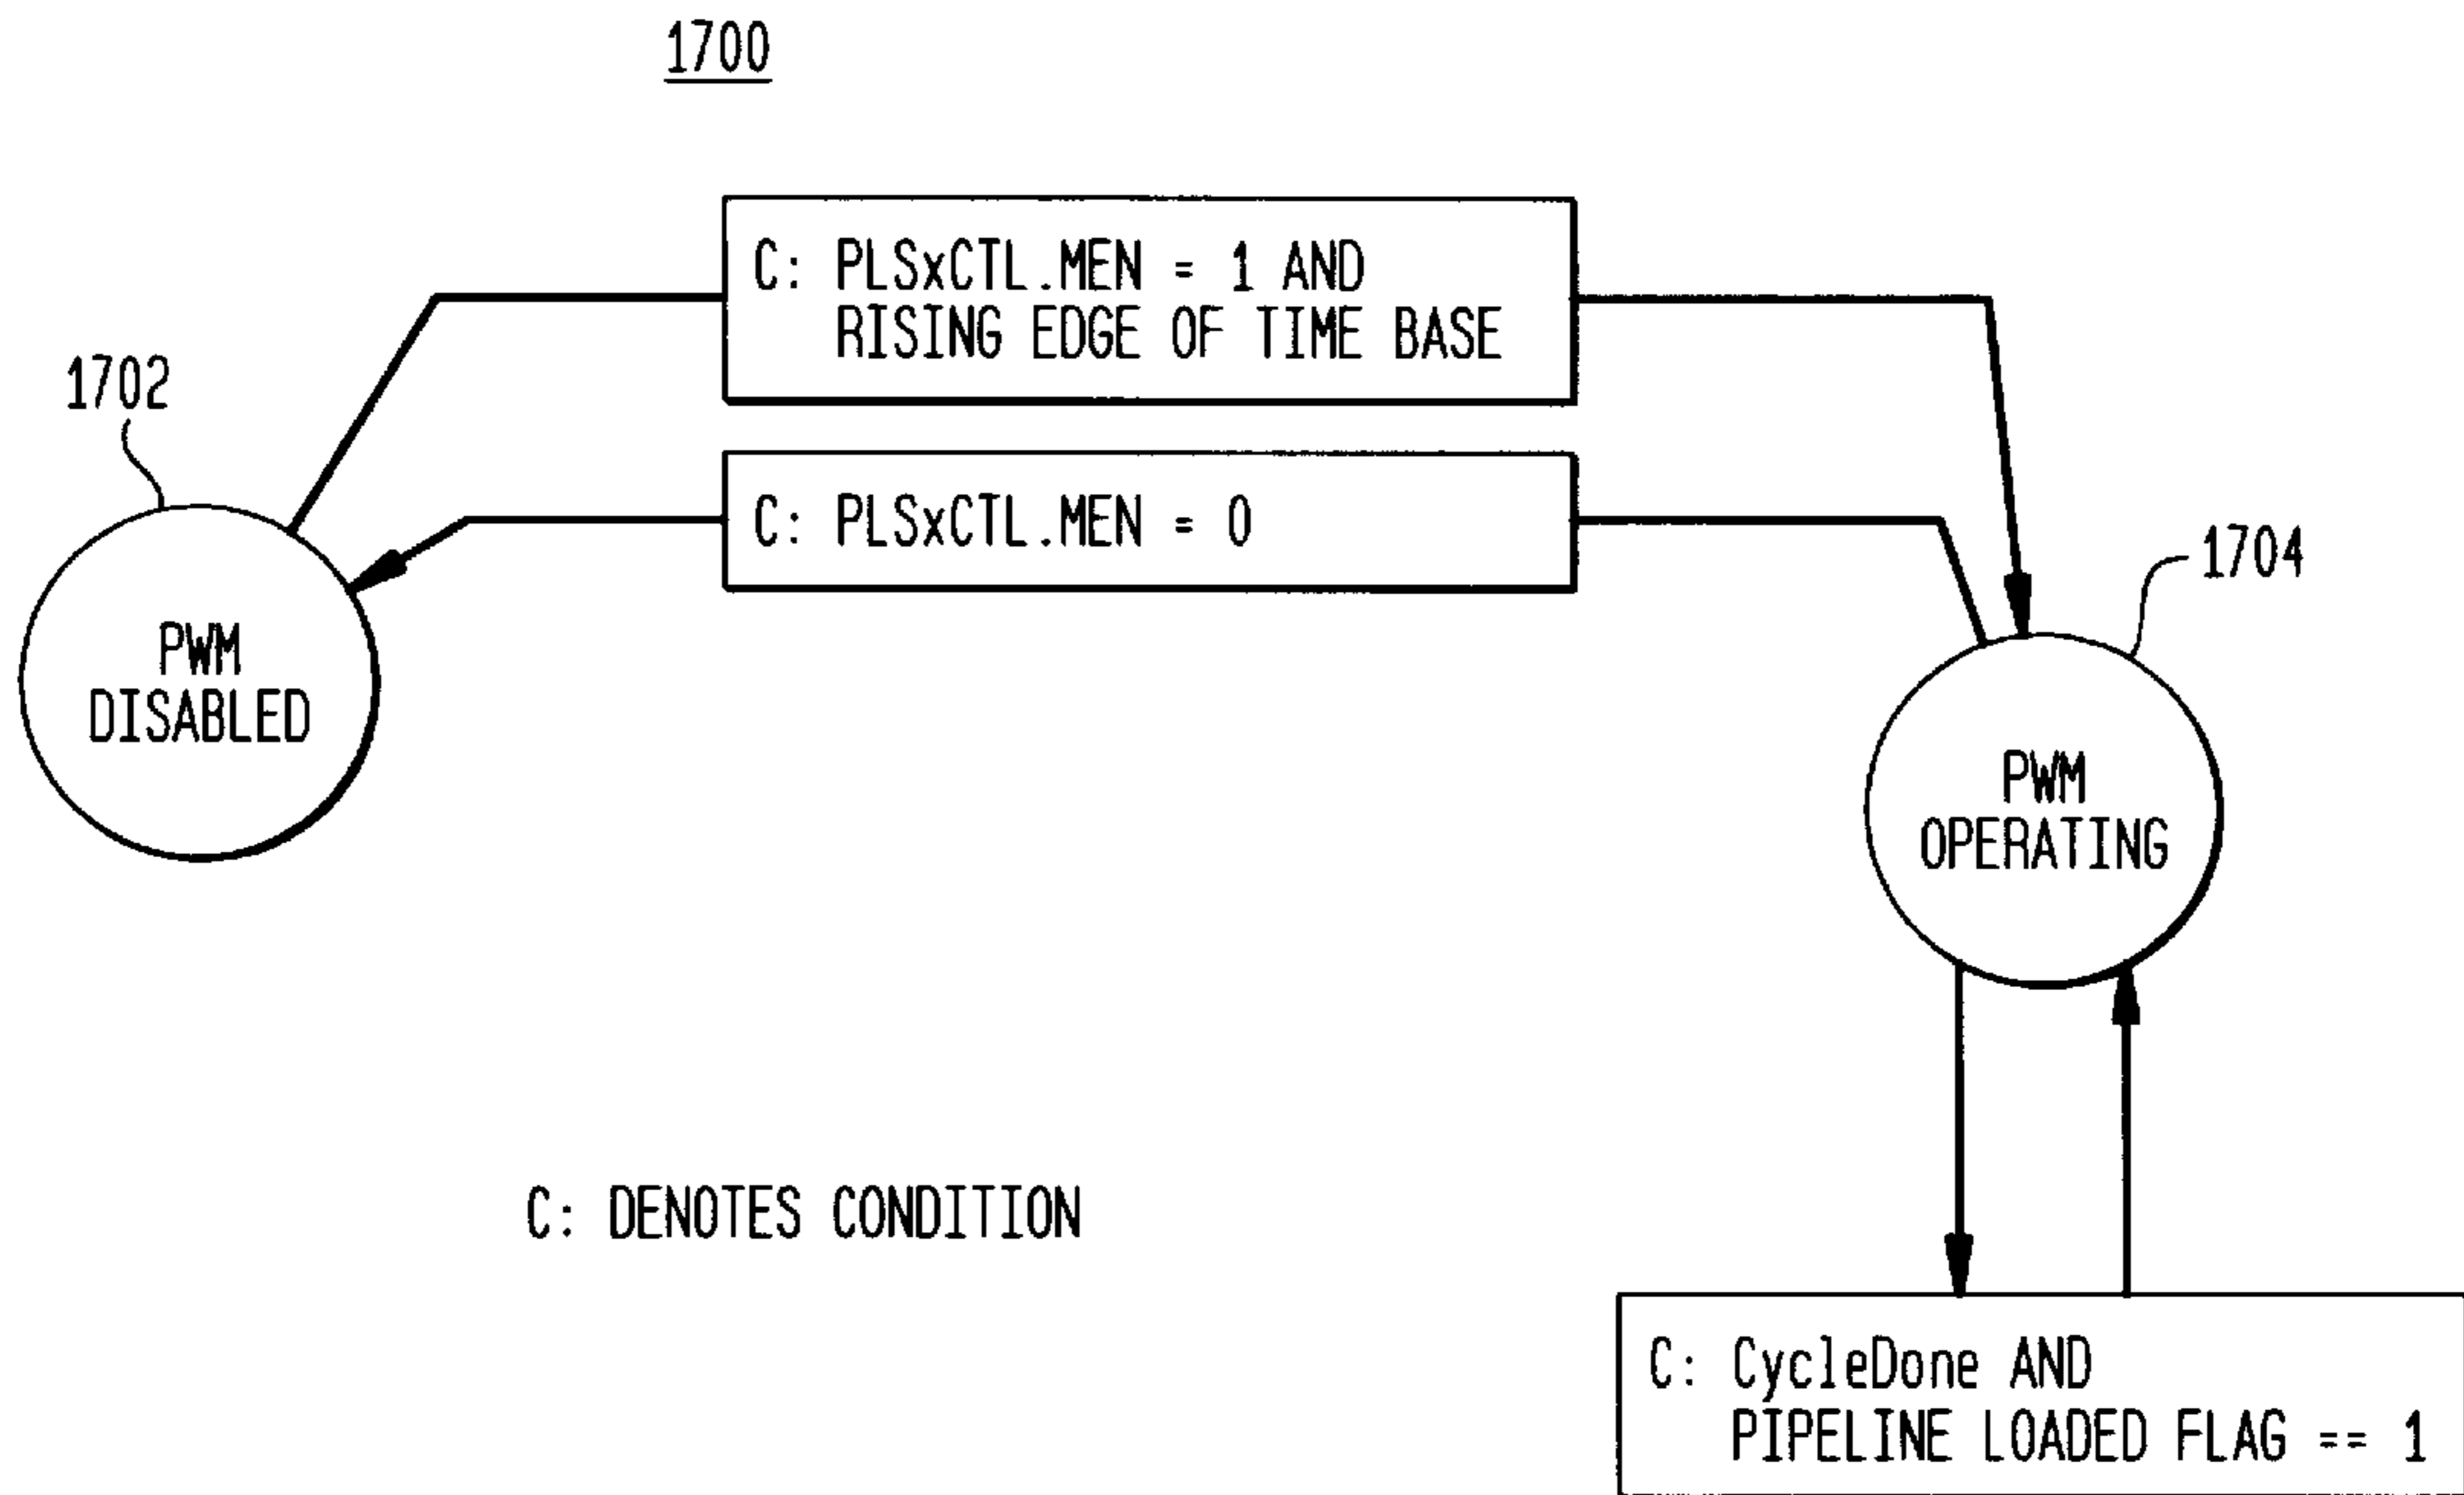 1700
C: PLSxCTL.MEN = 1 AND
RISING EDGE OF TIME BASE
1702
C: PLSxCTL.MEN = 0
1704
PWM
DISABLED
PWM
OPERATING
C: DENOTES CONDITION
C: CycleDone AND
PIPELINE LOADED FLAG == 1